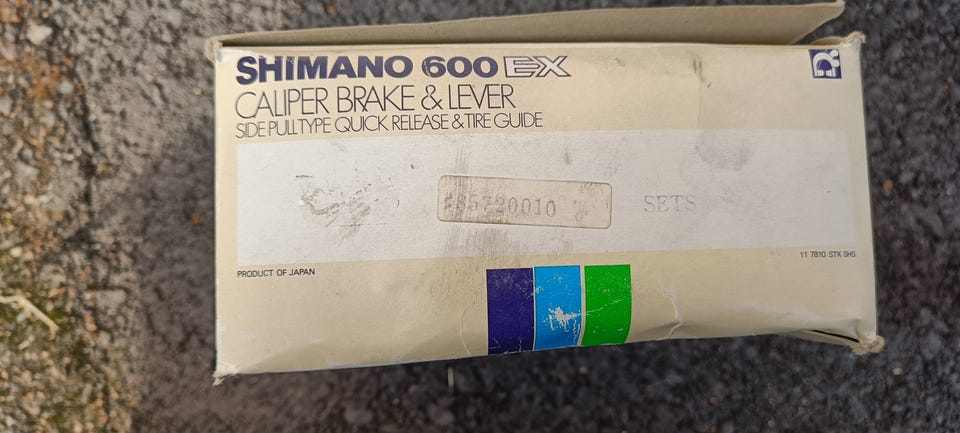 SHIMANO 600 EX
CALIPER BRAKE & LEVER
SIDE PULL TYPE QUICK RELEASE & TIRE GUIDE
SETS
PRODUCT OF JAPAN
11 7810 STK SHS